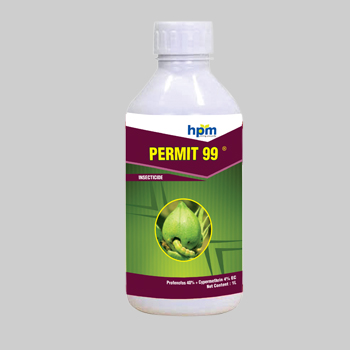 hpm
PERMIT 99 ®
INSECTICIDE
Profenofos 40% + Cypermethrin 4% EC
Net Content : 1L